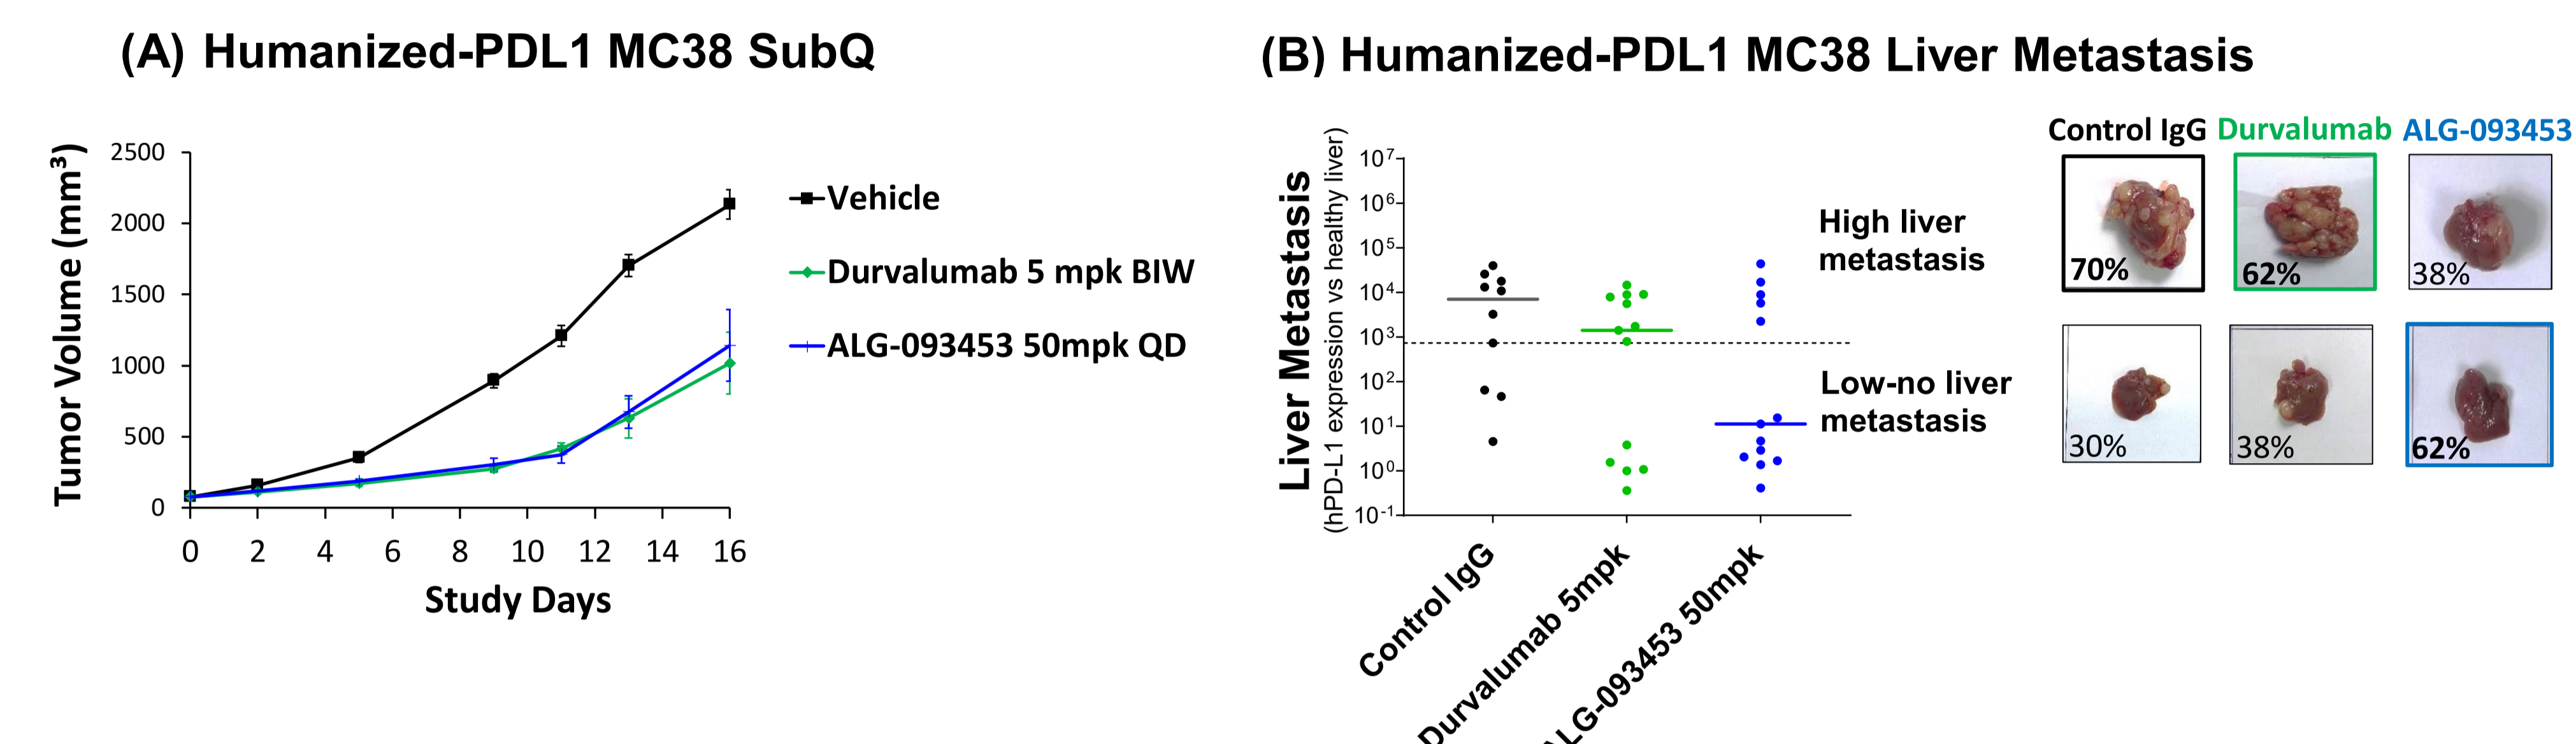 (A) Humanized-PDL1 MC38 SubQ
Tumor Volume (mm³)
2500
2000
1500
1000
500
0
0 2 4 6 8 10 12 14 16
Study Days
Vehicle
Durvalumab 5 mpk BIW
ALG-093453 50mpk QD
(B) Humanized-PDL1 MC38 Liver Metastasis
Liver Metastasis
(hPD-L1 expression vs healthy liver)
10⁷
10⁶
10⁵
10⁴
10³
10²
10¹
10⁰
10⁻¹
Control IgG
Durvalumab 5mpk
ALG-093453 50mpk
High liver
metastasis
Low-no liver
metastasis
Control IgG Durvalumab ALG-093453
70% 62% 38%
30% 38% 62%